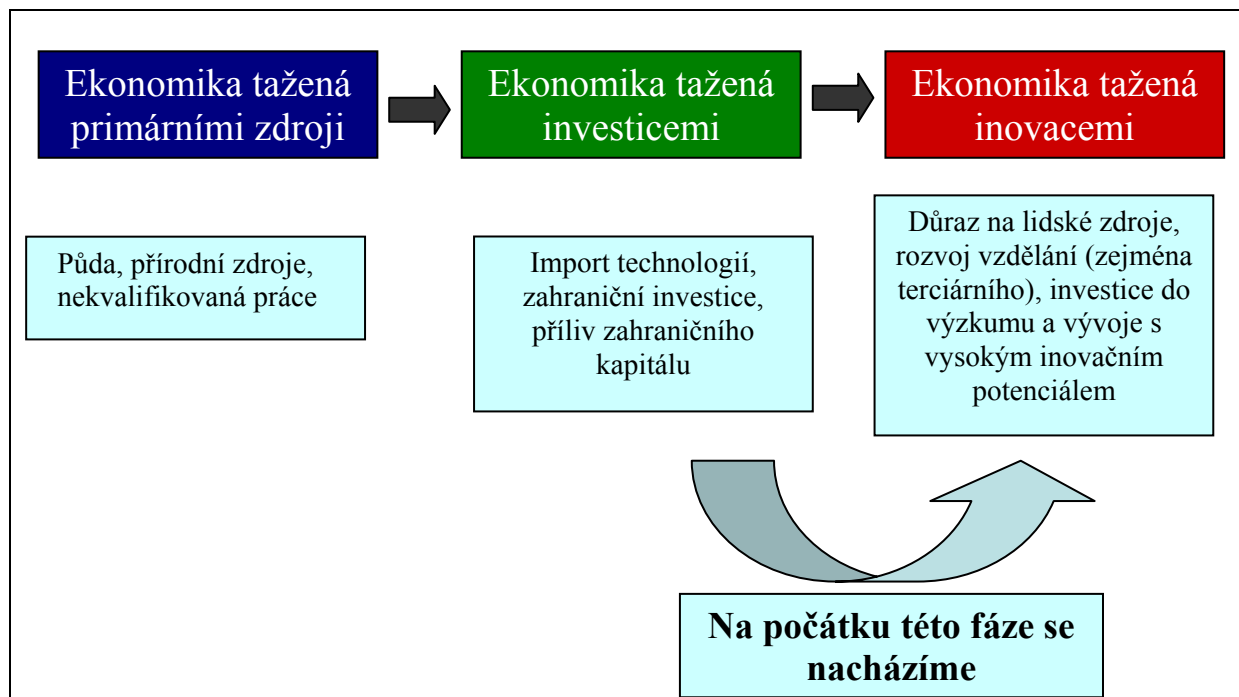 Ekonomika tažená
primárními zdroji
Ekonomika tažená
investicemi
Ekonomika tažená
inovacemi
Půda, přírodní zdroje,
nekvalifikovaná práce
Import technologií,
zahraniční investice,
příliv zahraničního
kapitálu
Důraz na lidské zdroje,
rozvoj vzdělání (zejména
terciárního), investice do
výzkumu a vývoje s
vysokým inovačním
potenciálem
Na počátku této fáze se
nacházíme